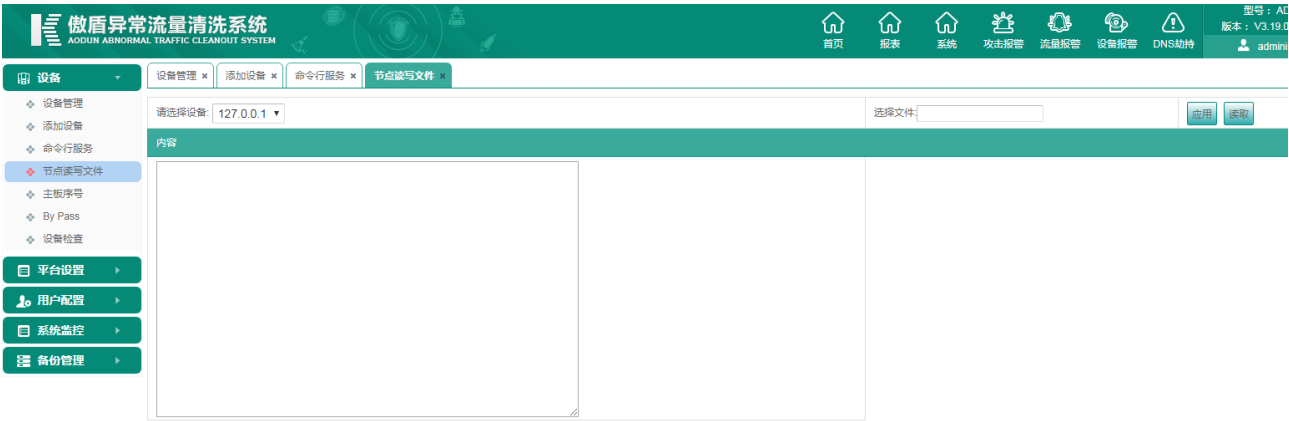 傲盾异常流量清洗系统
AODUN ABNORMAL TRAFFIC CLEANOUT SYSTEM
首页
报表
系统
攻击报警
流量报警
设备报警
DNS劫持
型号：AD
版本：V3.19.0
admini
设备
设备管理
添加设备
命令行服务
节点读写文件
主板序号
By Pass
设备检查
平台设置
用户配置
系统监控
备份管理
设备管理 × 添加设备 × 命令行服务 × 节点读写文件 ×
请选择设备: 127.0.0.1
选择文件:
应用 读取
内容